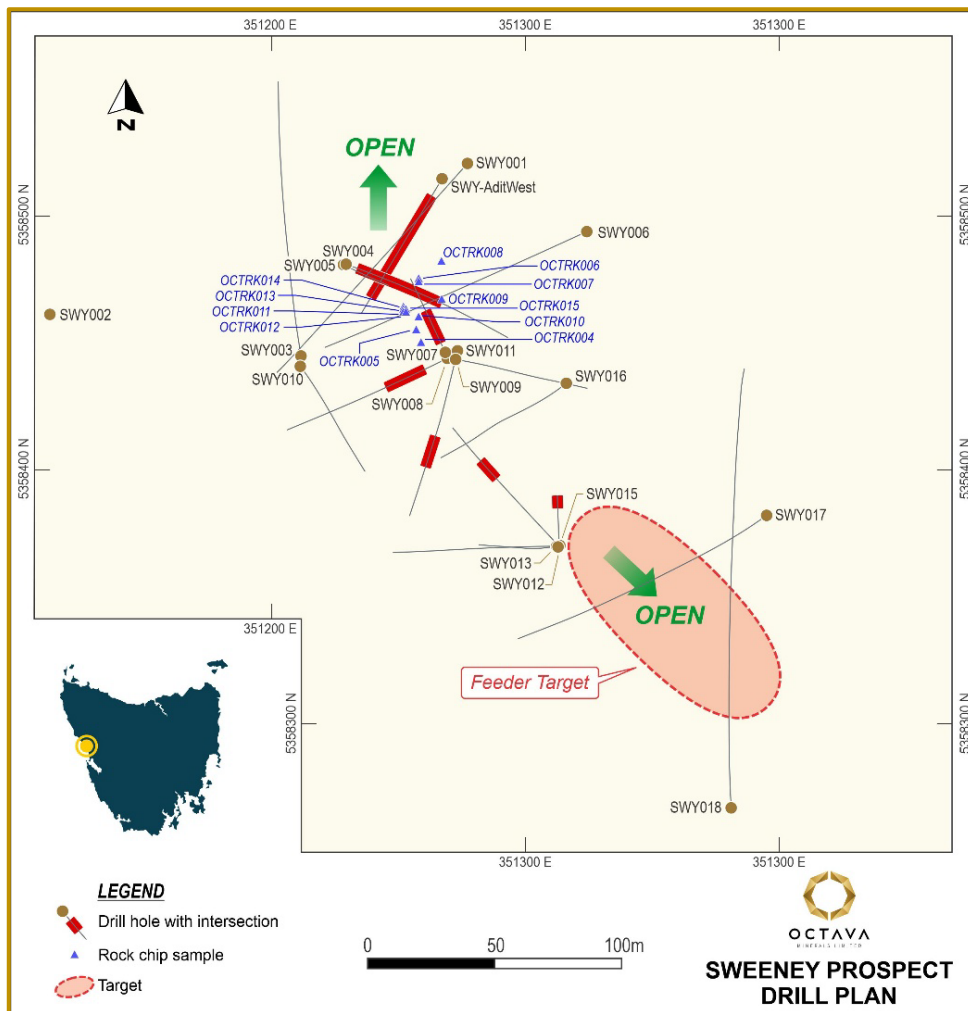 351200 E
351300 E
351300 E
N
OPEN
SWY001
SWY-AditWest
5358500 N
5358500 N
SWY006
SWY004
SWY005
OCTRK008
OCTRK006
OCTRK007
OCTRK014
OCTRK013
OCTRK011
OCTRK012
OCTRK009
OCTRK015
OCTRK010
OCTRK004
OCTRK005
SWY002
SWY003
SWY010
SWY007
SWY011
SWY008
SWY009
SWY016
5358400 N
5358400 N
SWY015
SWY017
SWY013
SWY012
OPEN
351200 E
Feeder Target
5358300 N
5358300 N
SWY018
351300 E
351300 E
LEGEND
Drill hole with intersection
Rock chip sample
Target
0 50 100m
OCTAVA
MINERALS LIMITED
SWEENEY PROSPECT
DRILL PLAN